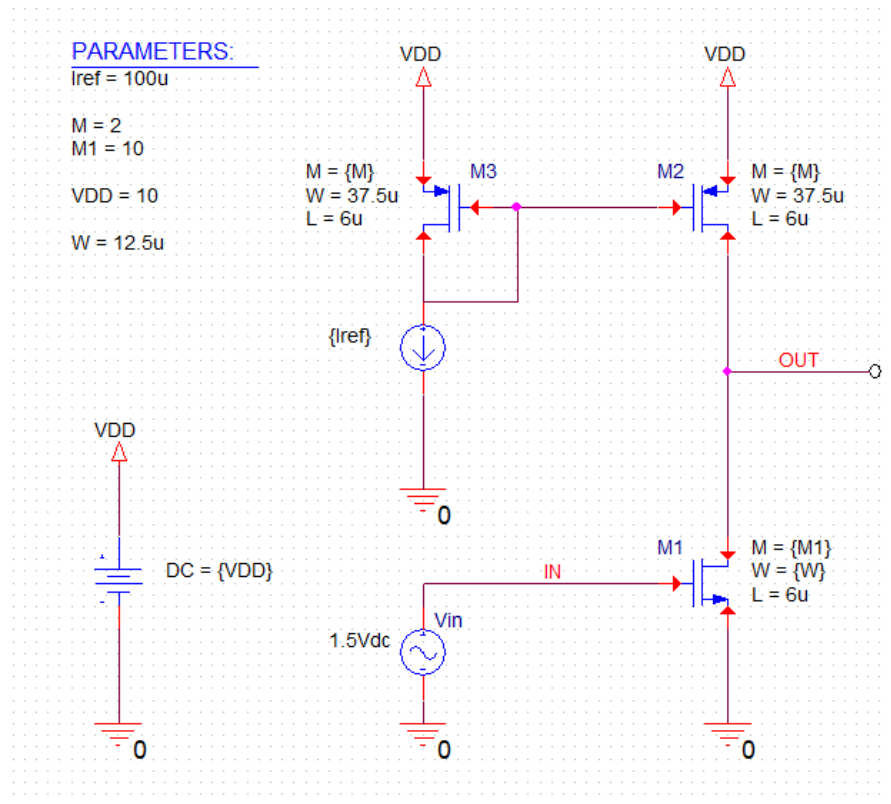 PARAMETERS:
Iref = 100u
M = 2
M1 = 10
VDD = 10
W = 12.5u
VDD
VDD
M = {M}
W = 37.5u
L = 6u
M3
M2
M = {M}
W = 37.5u
L = 6u
{Iref}
OUT
0
VDD
DC = {VDD}
0
IN
Vin
1.5Vdc
0
M1
M = {M1}
W = {W}
L = 6u
0